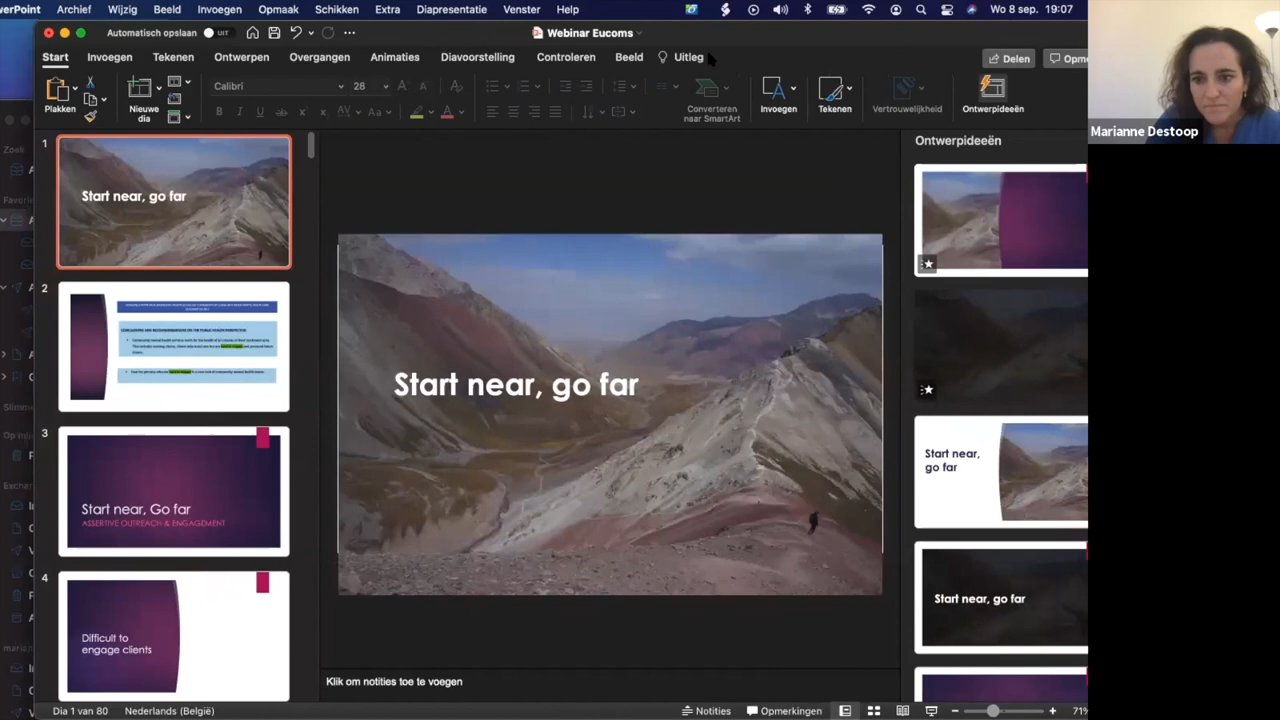 erPoint Archief Wijzig Beeld Invoegen Opmaak Schikken Extra Diapresentatie Venster Help Wo 8 sep. 19:07
Automatisch opslaan UIT Webinar Eucoms
Start Invoegen Tekenen Ontwerpen Overgangen Animaties Diavoorstelling Controleren Beeld Uitleg Delen Opme
Plakken Nieuwe dia Calibri 28 Converteren naar SmartArt Invoegen Tekenen Vertrouwelijkheid Ontwerpideeën
Marianne Destoop
Ontwerpideeën
1
Start near, go far
2
3
Start near, Go far
ASSERTIVE OUTREACH & ENGAGEMENT
4
Difficult to
engage clients
Start near, go far
Start near,
go far
Start near, go far
Klik om notities toe te voegen
Dia 1 van 80 Nederlands (België) Notities Opmerkingen 71%